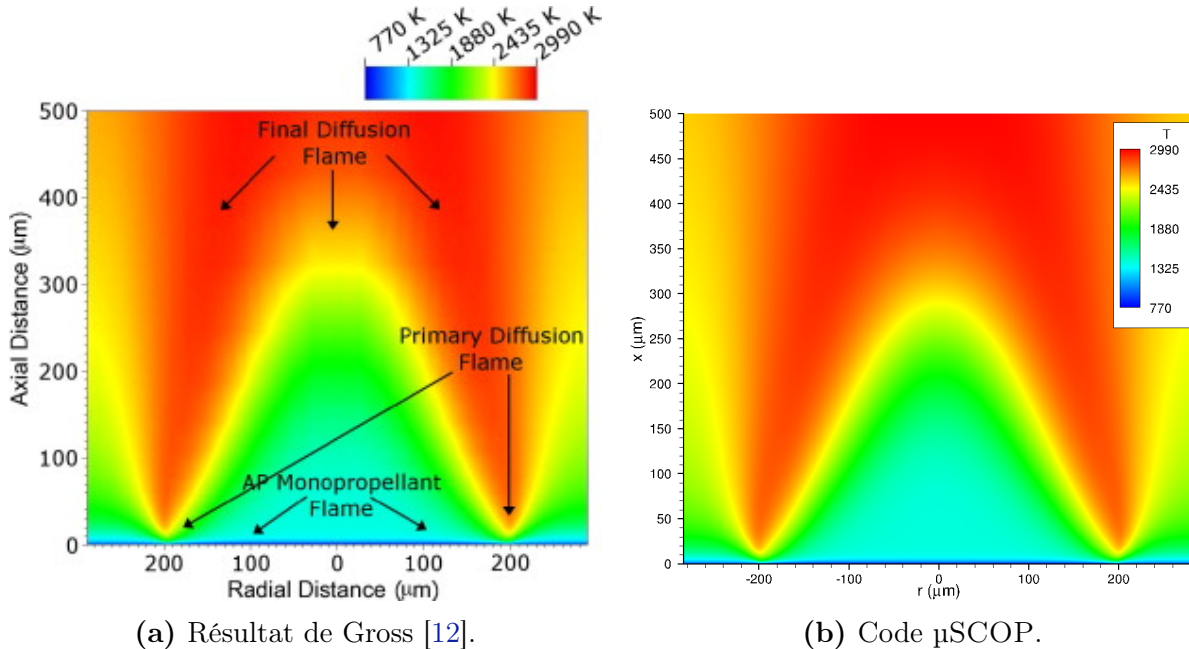 770 K
1325 K
1880 K
2435 K
2990 K
500
400
300
200
100
0
Axial Distance (µm)
Final Diffusion
Flame
Primary Diffusion
Flame
AP Monopropellant
Flame
200
100
0
100
200
Radial Distance (µm)
(a) Résultat de Gross [12].
500
450
400
350
300
250
200
150
100
50
0
x (µm)
T
2990
2435
1880
1325
770
-200
-100
0
100
200
r (µm)
(b) Code µSCOP.